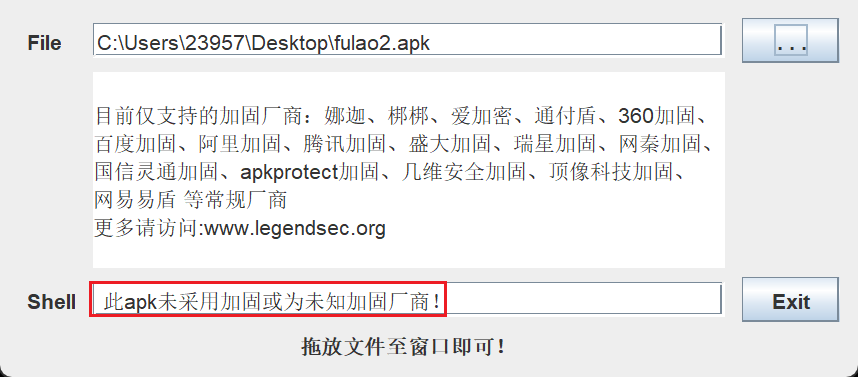 File
C:\Users\23957\Desktop\fulao2.apk
...
目前仅支持的加固厂商：娜迦、梆梆、爱加密、通付盾、360加固、
百度加固、阿里加固、腾讯加固、盛大加固、瑞星加固、网秦加固、
国信灵通加固、apkprotect加固、几维安全加固、顶像科技加固、
网易易盾 等常规厂商
更多请访问:www.legendsec.org
Shell
此apk未采用加固或为未知加固厂商！
Exit
拖放文件至窗口即可！